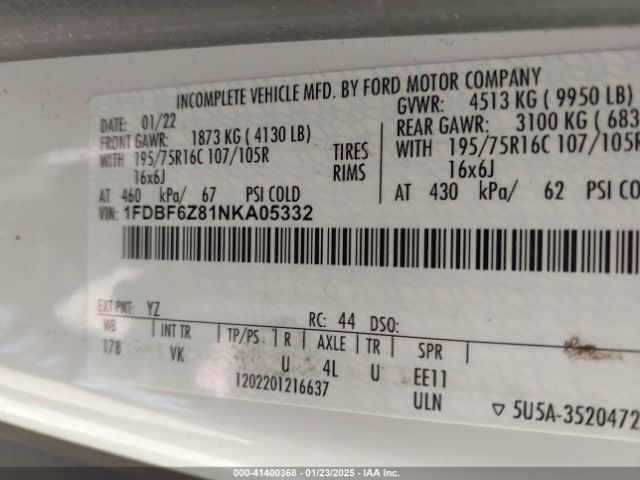 INCOMPLETE VEHICLE MFD. BY FORD MOTOR COMPANY
DATE: 01/22 GVWR: 4513 KG ( 9950 LB)
FRONT GAWR: 1873 KG ( 4130 LB) REAR GAWR: 3100 KG ( 683
WITH 195/75R16C 107/105R TIRES WITH 195/75R16C 107/105R
16x6J RIMS 16x6J
AT 460 kPa/ 67 PSI COLD AT 430 kPa/ 62 PSI COL
VIN: 1FDBF6Z81NKA05332
EXT PNT: YZ RC: 44 DSO:
WB INT TR TP/PS. R AXLE TR SPR
178 VK U 4L U EE11
1202201216637 ULN
▽ 5U5A-3520472
000-41400368 - 01/23/2025 - IAA Inc.